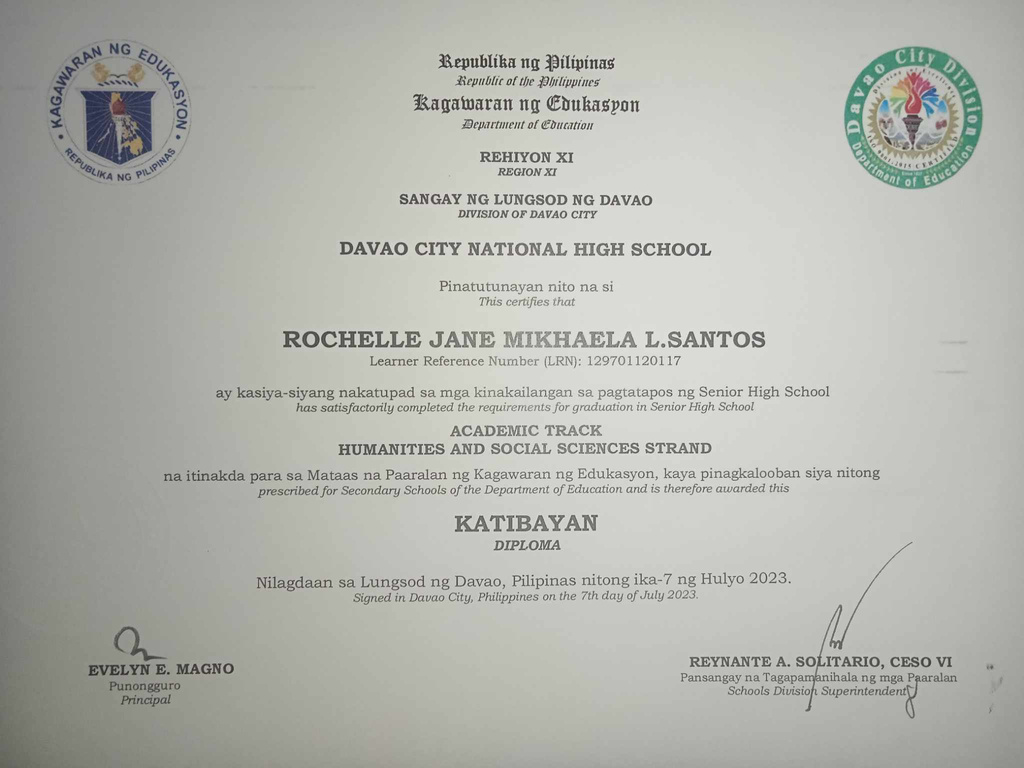 KAGAWARAN NG EDUKASYON
REPUBLIKA NG PILIPINAS
Republika ng Pilipinas
Republic of the Philippines
Kagawaran ng Edukasyon
Department of Education
Davao City Division
Department of Education
REHIYON XI
REGION XI
SANGAY NG LUNGSOD NG DAVAO
DIVISION OF DAVAO CITY
DAVAO CITY NATIONAL HIGH SCHOOL
Pinatutunayan nito na si
This certifies that
ROCHELLE JANE MIKHAELA L.SANTOS
Learner Reference Number (LRN): 129701120117
ay kasiya-siyang nakatupad sa mga kinakailangan sa pagtatapos ng Senior High School
has satisfactorily completed the requirements for graduation in Senior High School
ACADEMIC TRACK
HUMANITIES AND SOCIAL SCIENCES STRAND
na itinakda para sa Mataas na Paaralan ng Kagawaran ng Edukasyon, kaya pinagkalooban siya nitong
prescribed for Secondary Schools of the Department of Education and is therefore awarded this
KATIBAYAN
DIPLOMA
Nilagdaan sa Lungsod ng Davao, Pilipinas nitong ika-7 ng Hulyo 2023.
Signed in Davao City, Philippines on the 7th day of July 2023.
EVELYN E. MAGNO
Punongguro
Principal
REYNANTE A. SOLITARIO, CESO VI
Pansangay na Tagapamanihala ng mga Paaralan
Schools Division Superintendent